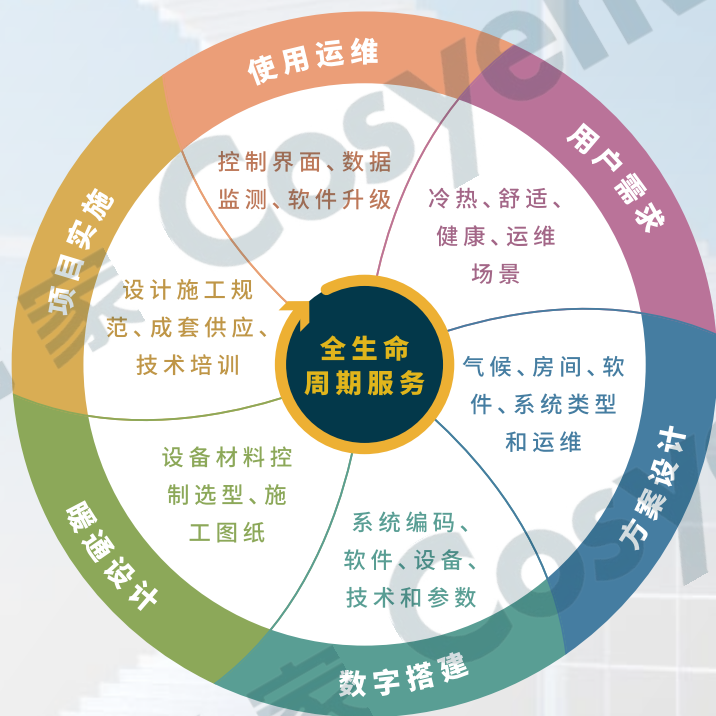 全生命
周期服务
用户需求
冷热、舒适、
健康、运维
场景
方案设计
气候、房间、软
件、系统类型
和运维
数字搭建
系统编码、
软件、设备、
技术和参数
暖通设计
设备材料控
制选型、施
工图纸
项目实施
设计施工规
范、成套供应、
技术培训
使用运维
控制界面、数据
监测、软件升级
家 CosyeHo
家 Cosy